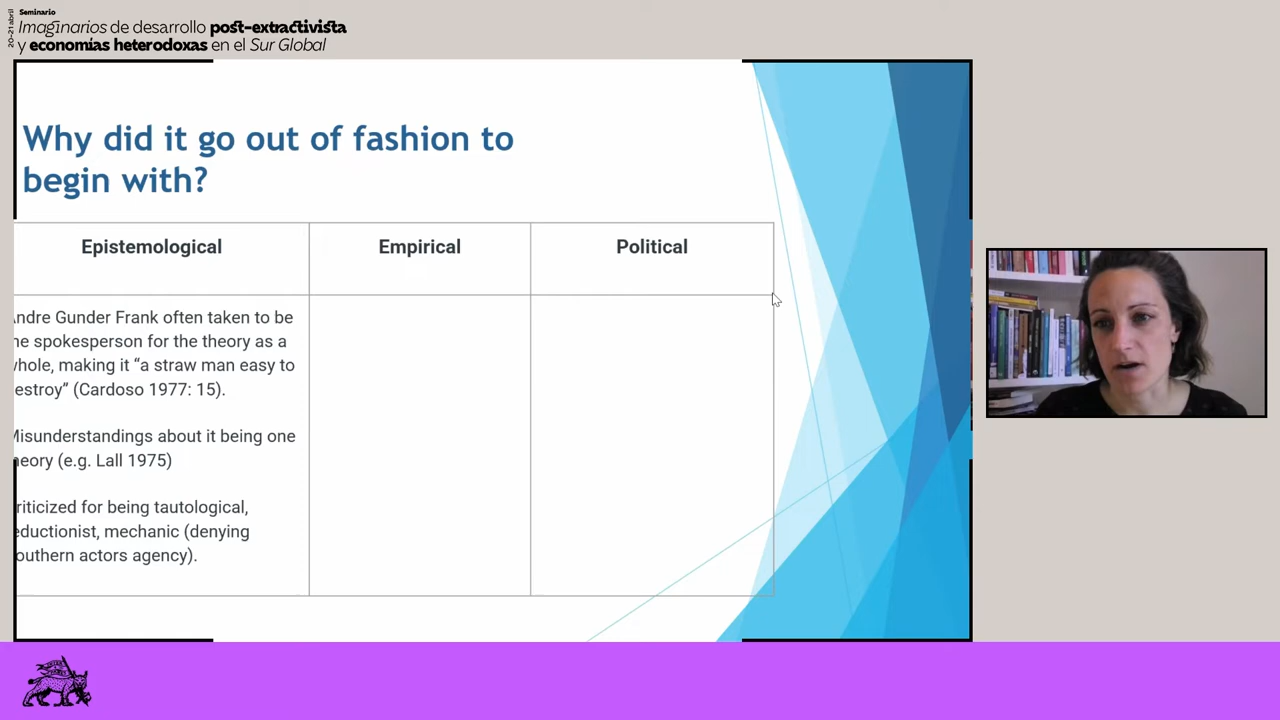 20–21 abril
Seminario
Imaginarios de desarrollo post-extractivista
y economías heterodoxas en el Sur Global
Why did it go out of fashion to
begin with?
Epistemological
Empirical
Political
ndre Gunder Frank often taken to be
he spokesperson for the theory as a
whole, making it “a straw man easy to
estroy” (Cardoso 1977: 15).
Misunderstandings about it being one
heory (e.g. Lall 1975)
riticized for being tautological,
eductionist, mechanic (denying
outhern actors agency).